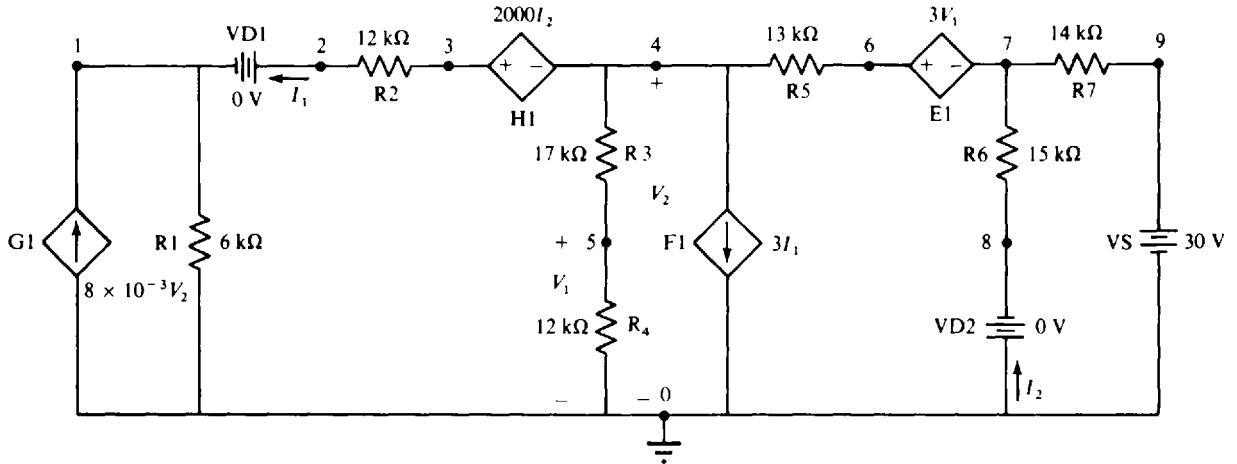 2000I₂
3V₁
1
VD1
2
12 kΩ
3
4
13 kΩ
6
7
14 kΩ
9
+ −
+
+ −
0 V
I₁
R2
H1
R5
E1
R7
17 kΩ
R3
R6
15 kΩ
V₂
G1
R1
6 kΩ
+
5
F1
3I₁
8
VS
30 V
8 × 10⁻³V₂
V₁
12 kΩ
R₄
VD2
0 V
I₂
−
−
0